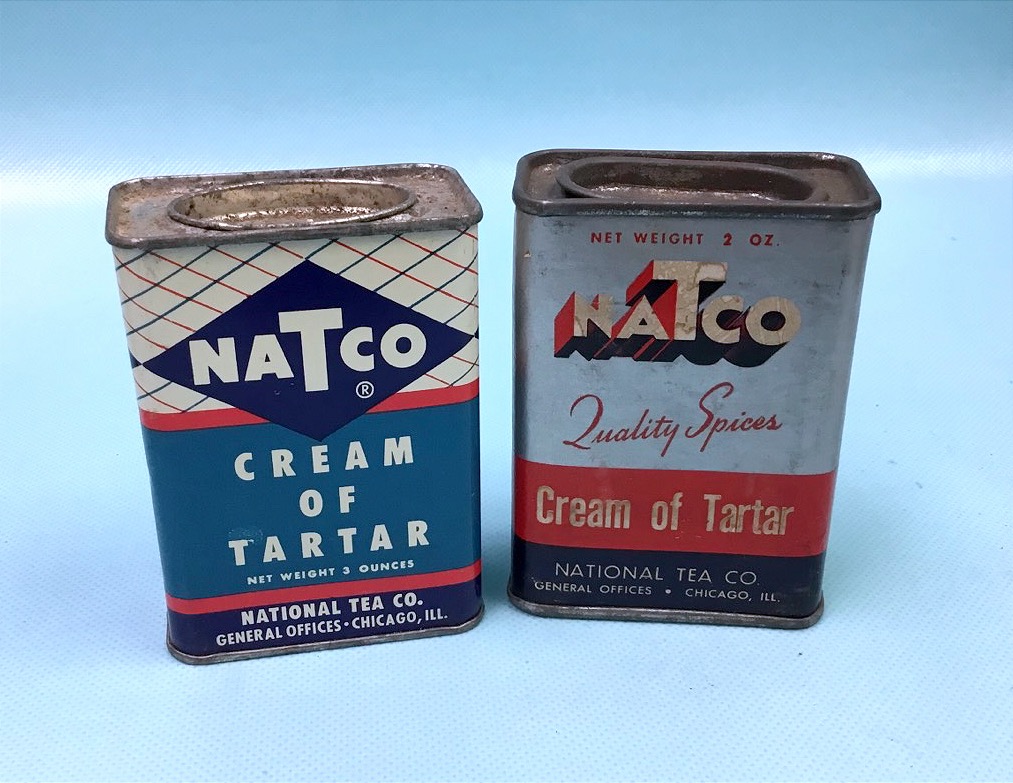 NATCO
®
CREAM
OF
TARTAR
NET WEIGHT 3 OUNCES
NATIONAL TEA CO.
GENERAL OFFICES • CHICAGO, ILL.
NET WEIGHT 2 OZ.
NATCO
Quality Spices
Cream of Tartar
NATIONAL TEA CO.
GENERAL OFFICES • CHICAGO, ILL.